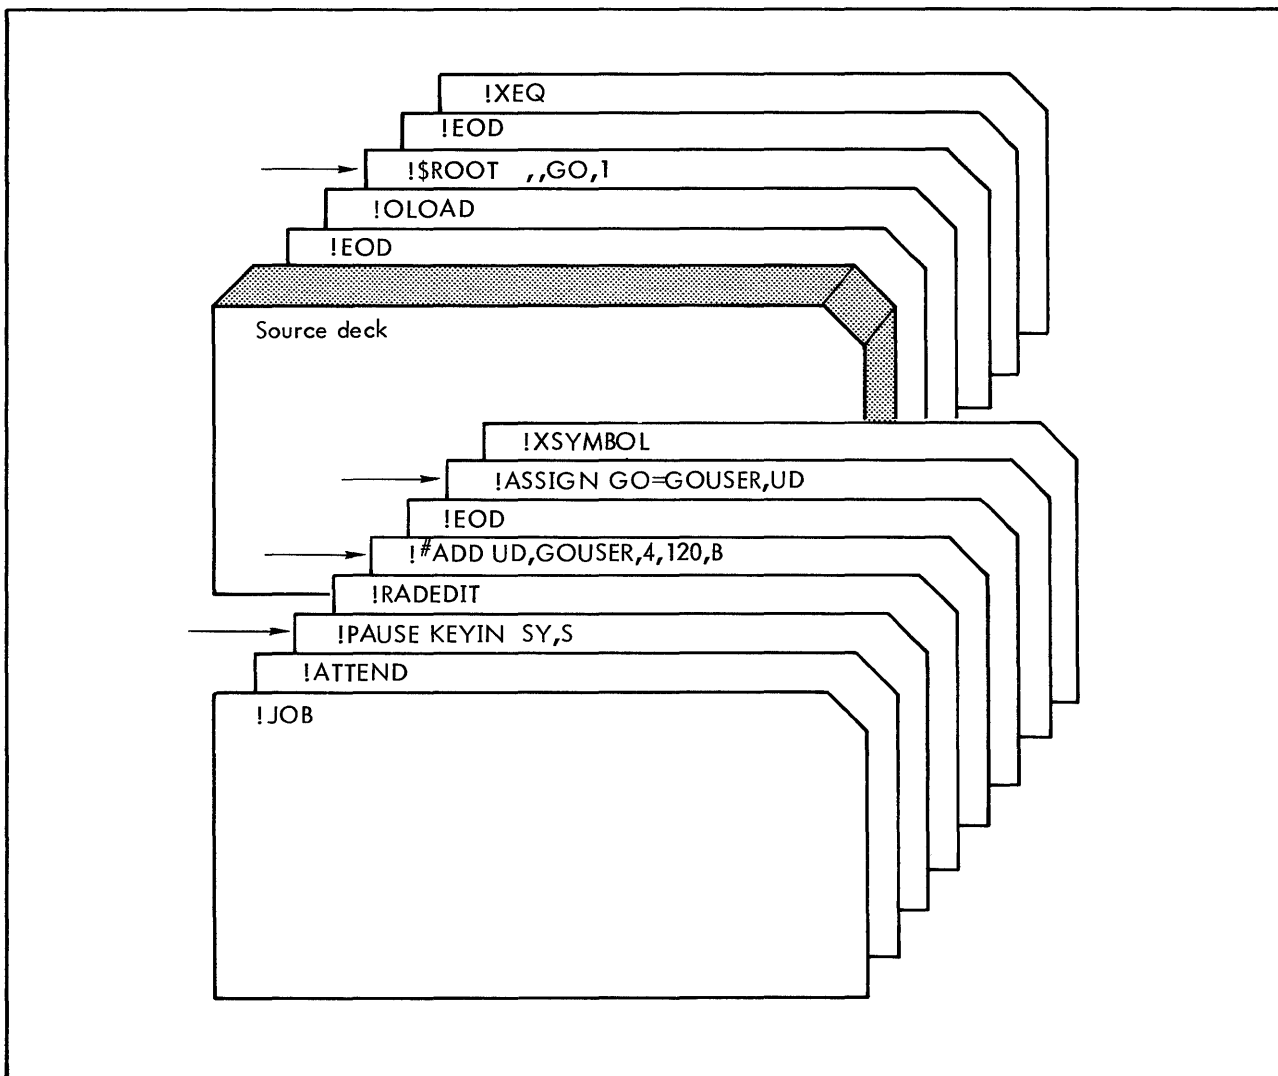 !XEQ
!EOD
!$ROOT ,,GO,1
!OLOAD
!EOD
Source deck
!XSYMBOL
!ASSIGN GO=GOUSER,UD
!EOD
!#ADD UD,GOUSER,4,120,B
!RADEDIT
!PAUSE KEYIN SY,S
!ATTEND
!JOB